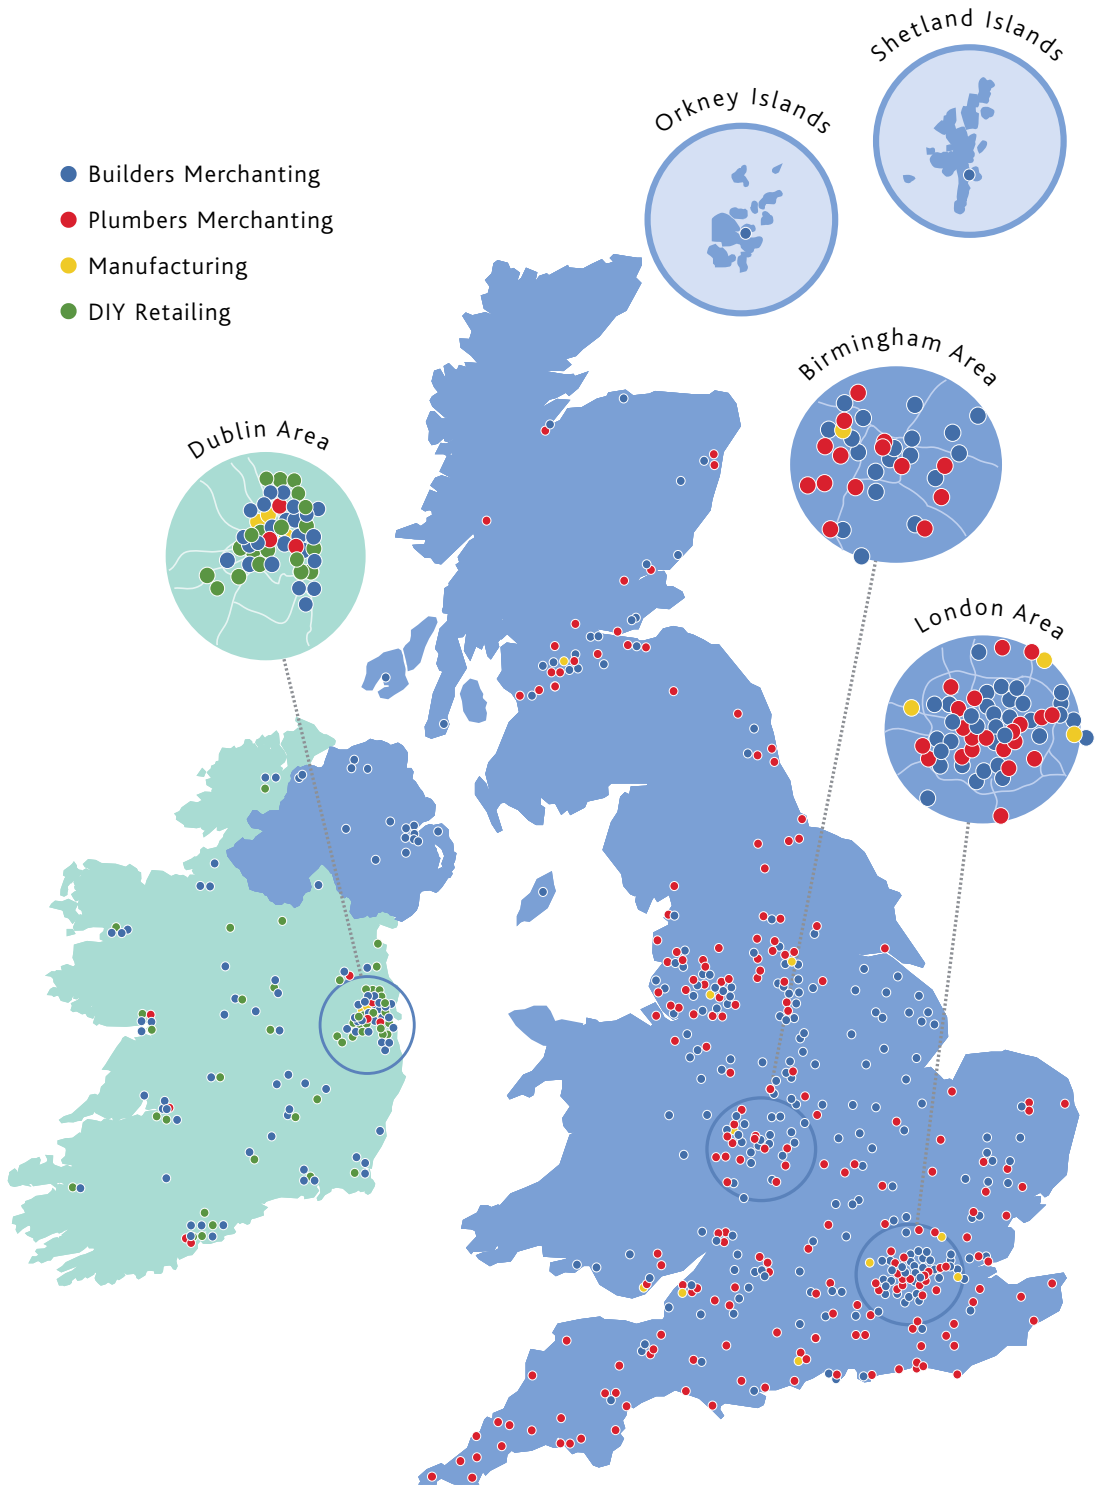 Shetland Islands
Orkney Islands
Builders Merchanting
Plumbers Merchanting
Manufacturing
DIY Retailing
Birmingham Area
Dublin Area
London Area